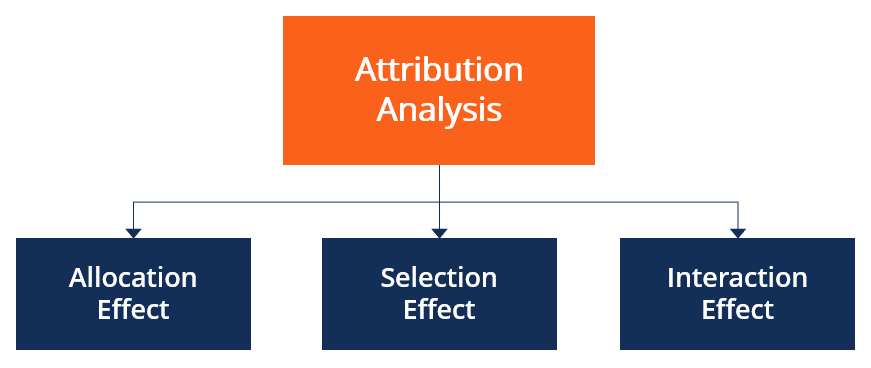 Attribution
Analysis
Allocation
Effect
Selection
Effect
Interaction
Effect